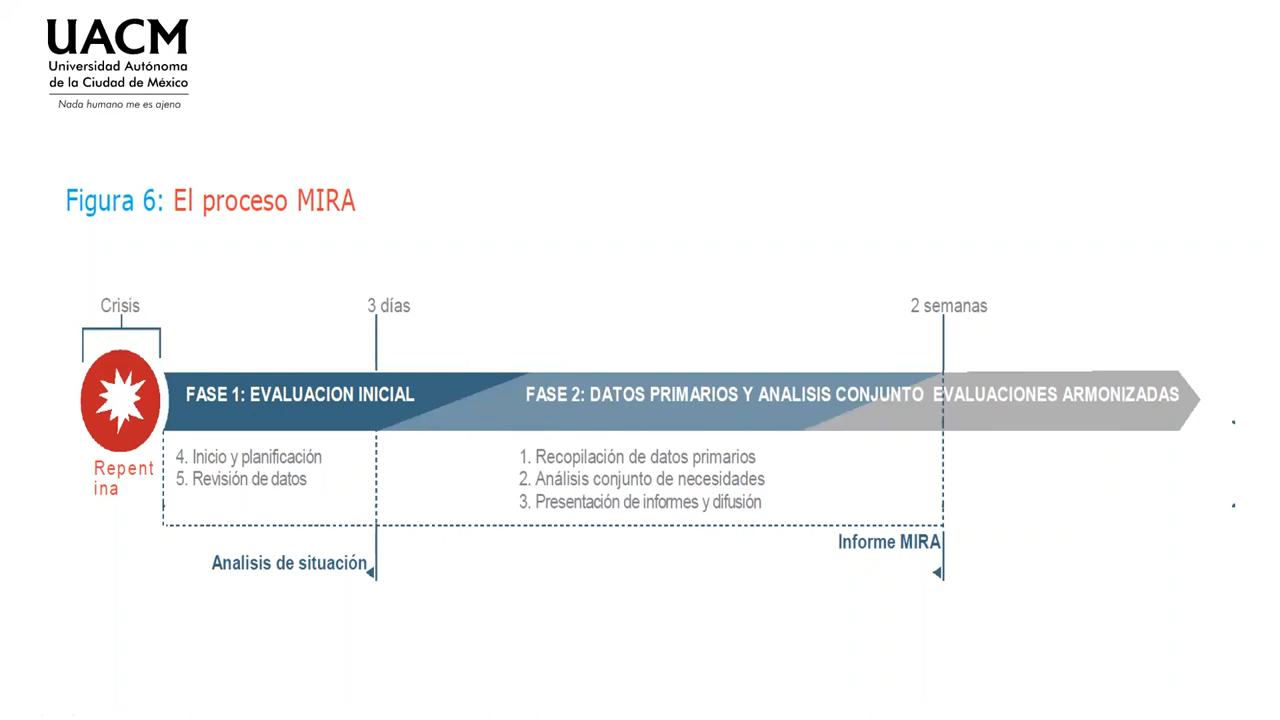 UACM
Universidad Autónoma
de la Ciudad de México
Nada humano me es ajeno
Figura 6: El proceso MIRA
Crisis
3 días
2 semanas
FASE 1: EVALUACION INICIAL
FASE 2: DATOS PRIMARIOS Y ANALISIS CONJUNTO
EVALUACIONES ARMONIZADAS
Repent
ina
4. Inicio y planificación
5. Revisión de datos
1. Recopilación de datos primarios
2. Análisis conjunto de necesidades
3. Presentación de informes y difusión
Analisis de situación
Informe MIRA